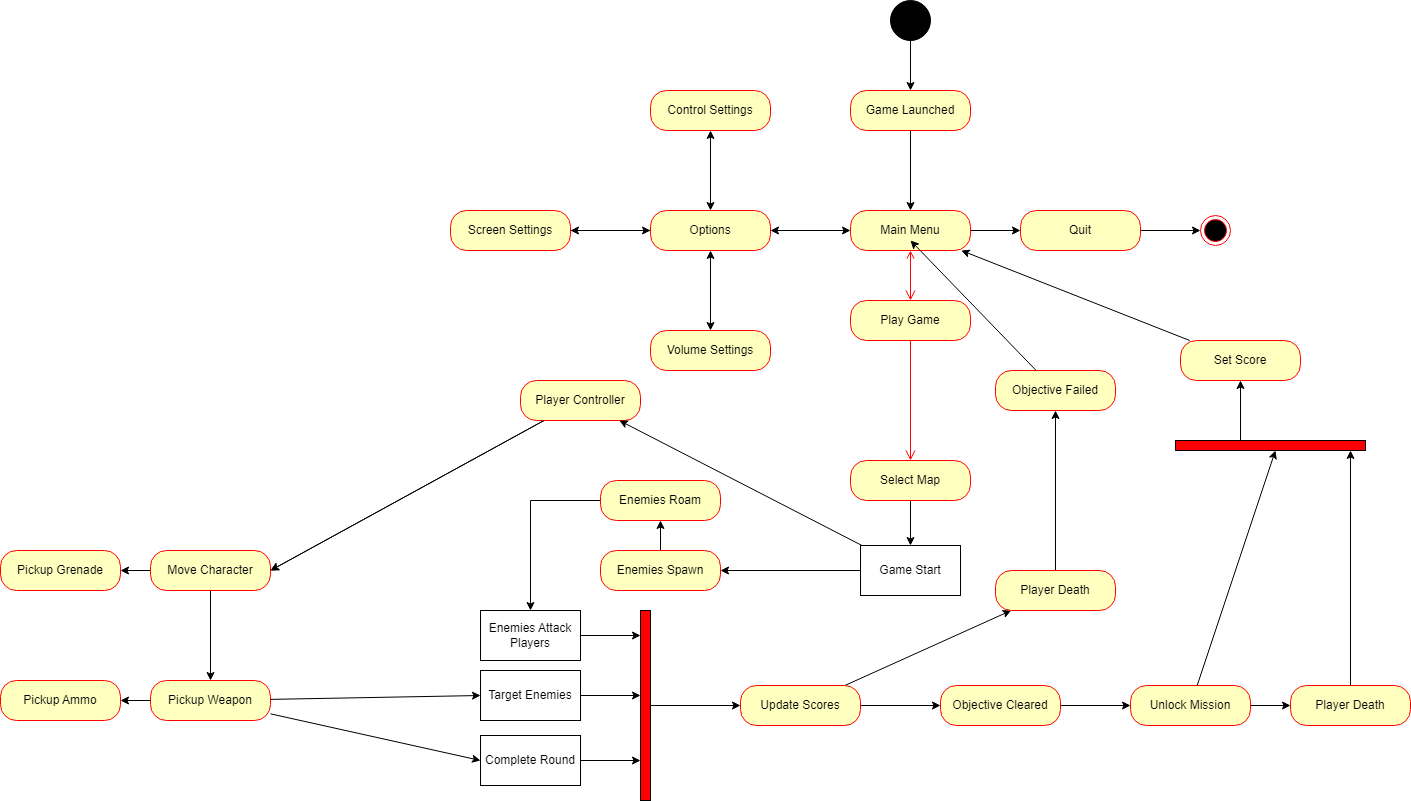 Control Settings
Game Launched
Screen Settings
Options
Main Menu
Quit
Play Game
Volume Settings
Set Score
Player Controller
Objective Failed
Select Map
Enemies Roam
Pickup Grenade
Move Character
Enemies Spawn
Game Start
Player Death
Enemies Attack
Players
Pickup Ammo
Pickup Weapon
Target Enemies
Update Scores
Objective Cleared
Unlock Mission
Player Death
Complete Round